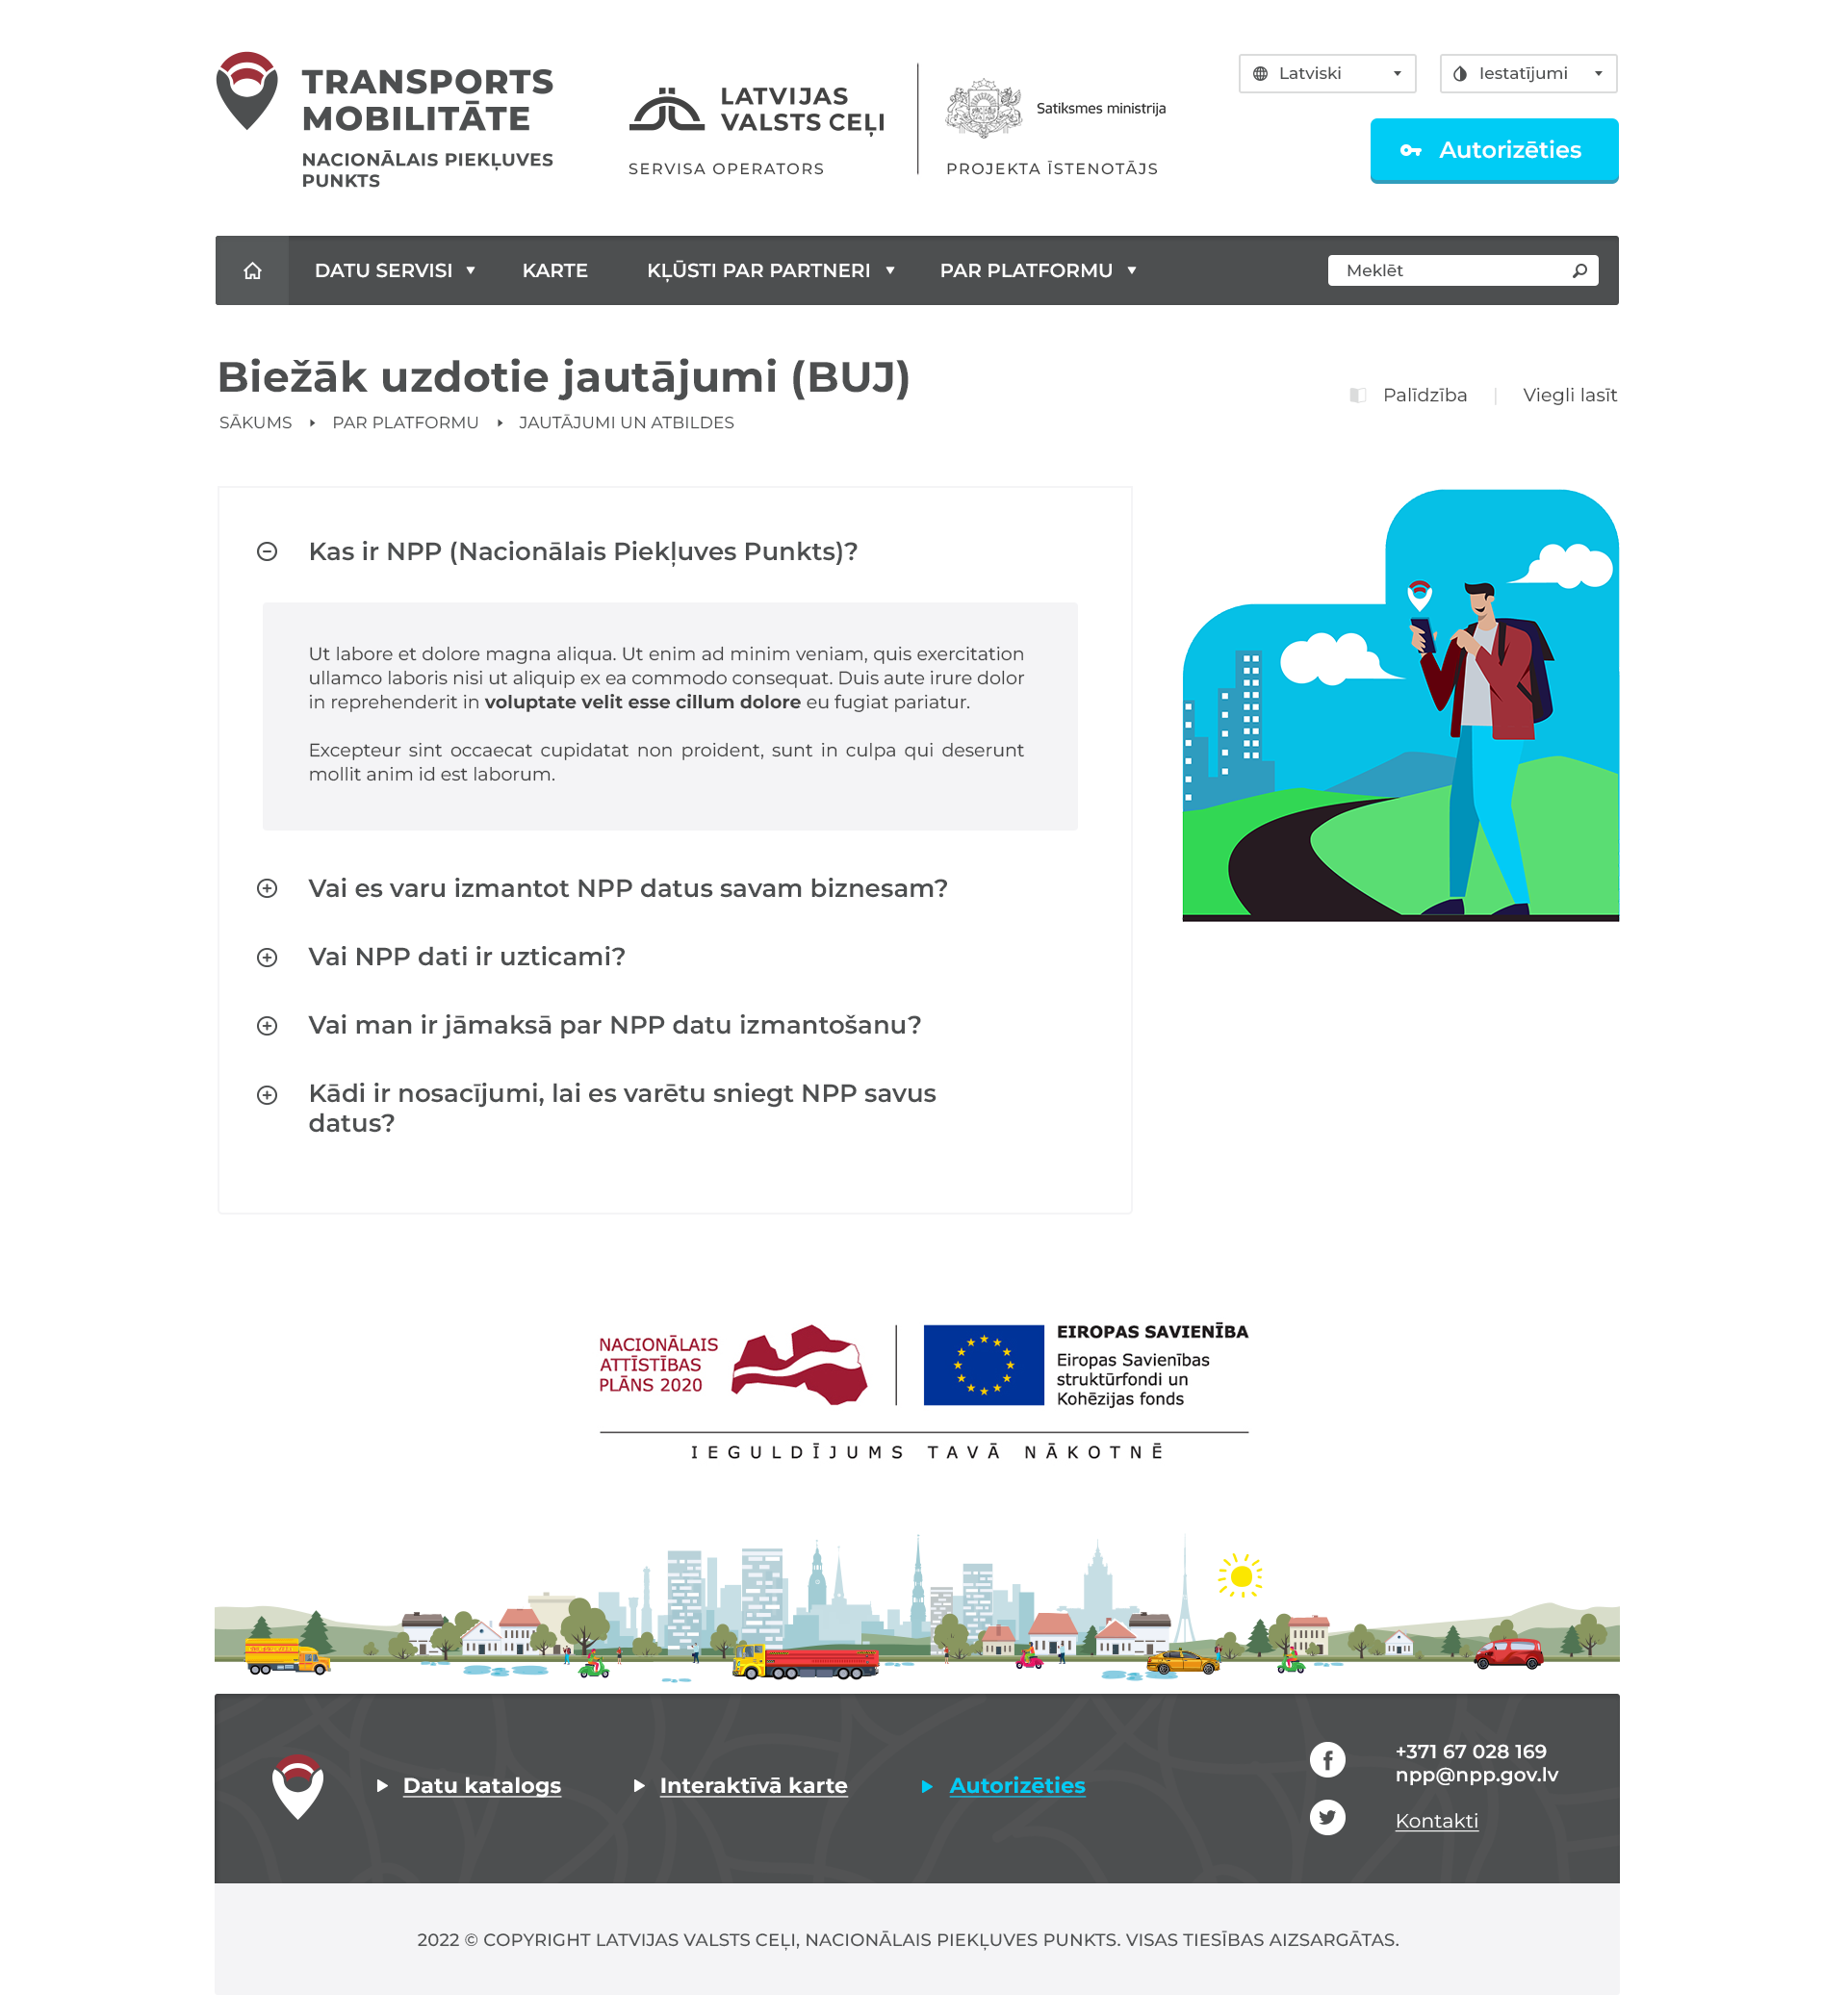 TRANSPORTS
MOBILITĀTE
NACIONĀLAIS PIEKĻUVES
PUNKTS
LATVIJAS
VALSTS CEĻI
SERVISA OPERATORS
Satiksmes ministrija
PROJEKTA ĪSTENOTĀJS
Latviski
Iestatījumi
Autorizēties
DATU SERVISI
KARTE
KĻŪSTI PAR PARTNERI
PAR PLATFORMU
Meklēt
Biežāk uzdotie jautājumi (BUJ)
SĀKUMS
PAR PLATFORMU
JAUTĀJUMI UN ATBILDES
Palīdzība
Viegli lasīt
Kas ir NPP (Nacionālais Piekļuves Punkts)?
Ut labore et dolore magna aliqua. Ut enim ad minim veniam, quis exercitation
ullamco laboris nisi ut aliquip ex ea commodo consequat. Duis aute irure dolor
in reprehenderit in voluptate velit esse cillum dolore eu fugiat pariatur.
Excepteur sint occaecat cupidatat non proident, sunt in culpa qui deserunt
mollit anim id est laborum.
Vai es varu izmantot NPP datus savam biznesam?
Vai NPP dati ir uzticami?
Vai man ir jāmaksā par NPP datu izmantošanu?
Kādi ir nosacījumi, lai es varētu sniegt NPP savus
datus?
NACIONĀLAIS
ATTĪSTĪBAS
PLĀNS 2020
EIROPAS SAVIENĪBA
Eiropas Savienības
struktūrfondi un
Kohēzijas fonds
IEGULDĪJUMS TAVĀ NĀKOTNĒ
Datu katalogs
Interaktīvā karte
Autorizēties
+371 67 028 169
npp@npp.gov.lv
Kontakti
2022 © COPYRIGHT LATVIJAS VALSTS CEĻI, NACIONĀLAIS PIEKĻUVES PUNKTS. VISAS TIESĪBAS AIZSARGĀTAS.